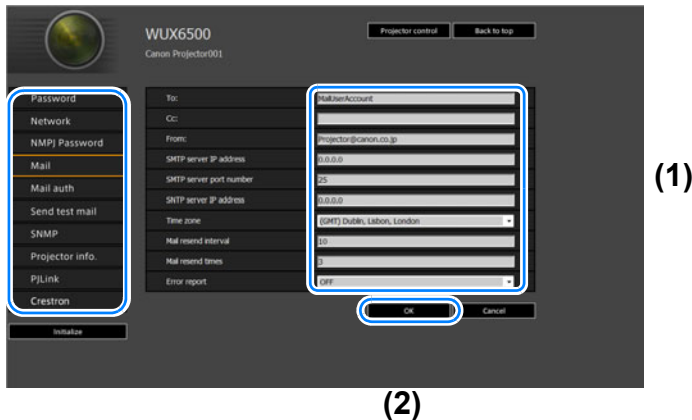 WUX6500
Canon Projector001
Projector control
Back to top
Password
Network
NMPJ Password
Mail
Mail auth
Send test mail
SNMP
Projector info.
PJLink
Crestron
Initialize
To: MailUserAccount
Cc:
From: Projector@canon.co.jp
SMTP server IP address 0.0.0.0
SMTP server port number 25
SNTP server IP address 0.0.0.0
Time zone (GMT) Dublin, Lisbon, London
Mail resend interval 10
Mail resend times
Error report OFF
OK
Cancel
(1)
(2)